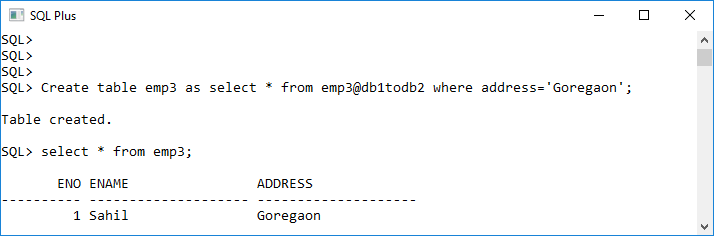 SQL Plus
SQL>
SQL>
SQL>
SQL> Create table emp3 as select * from emp3@db1todb2 where address='Goregaon';
Table created.
SQL> select * from emp3;
ENO ENAME ADDRESS
---------- -------------------- --------------------
1 Sahil Goregaon